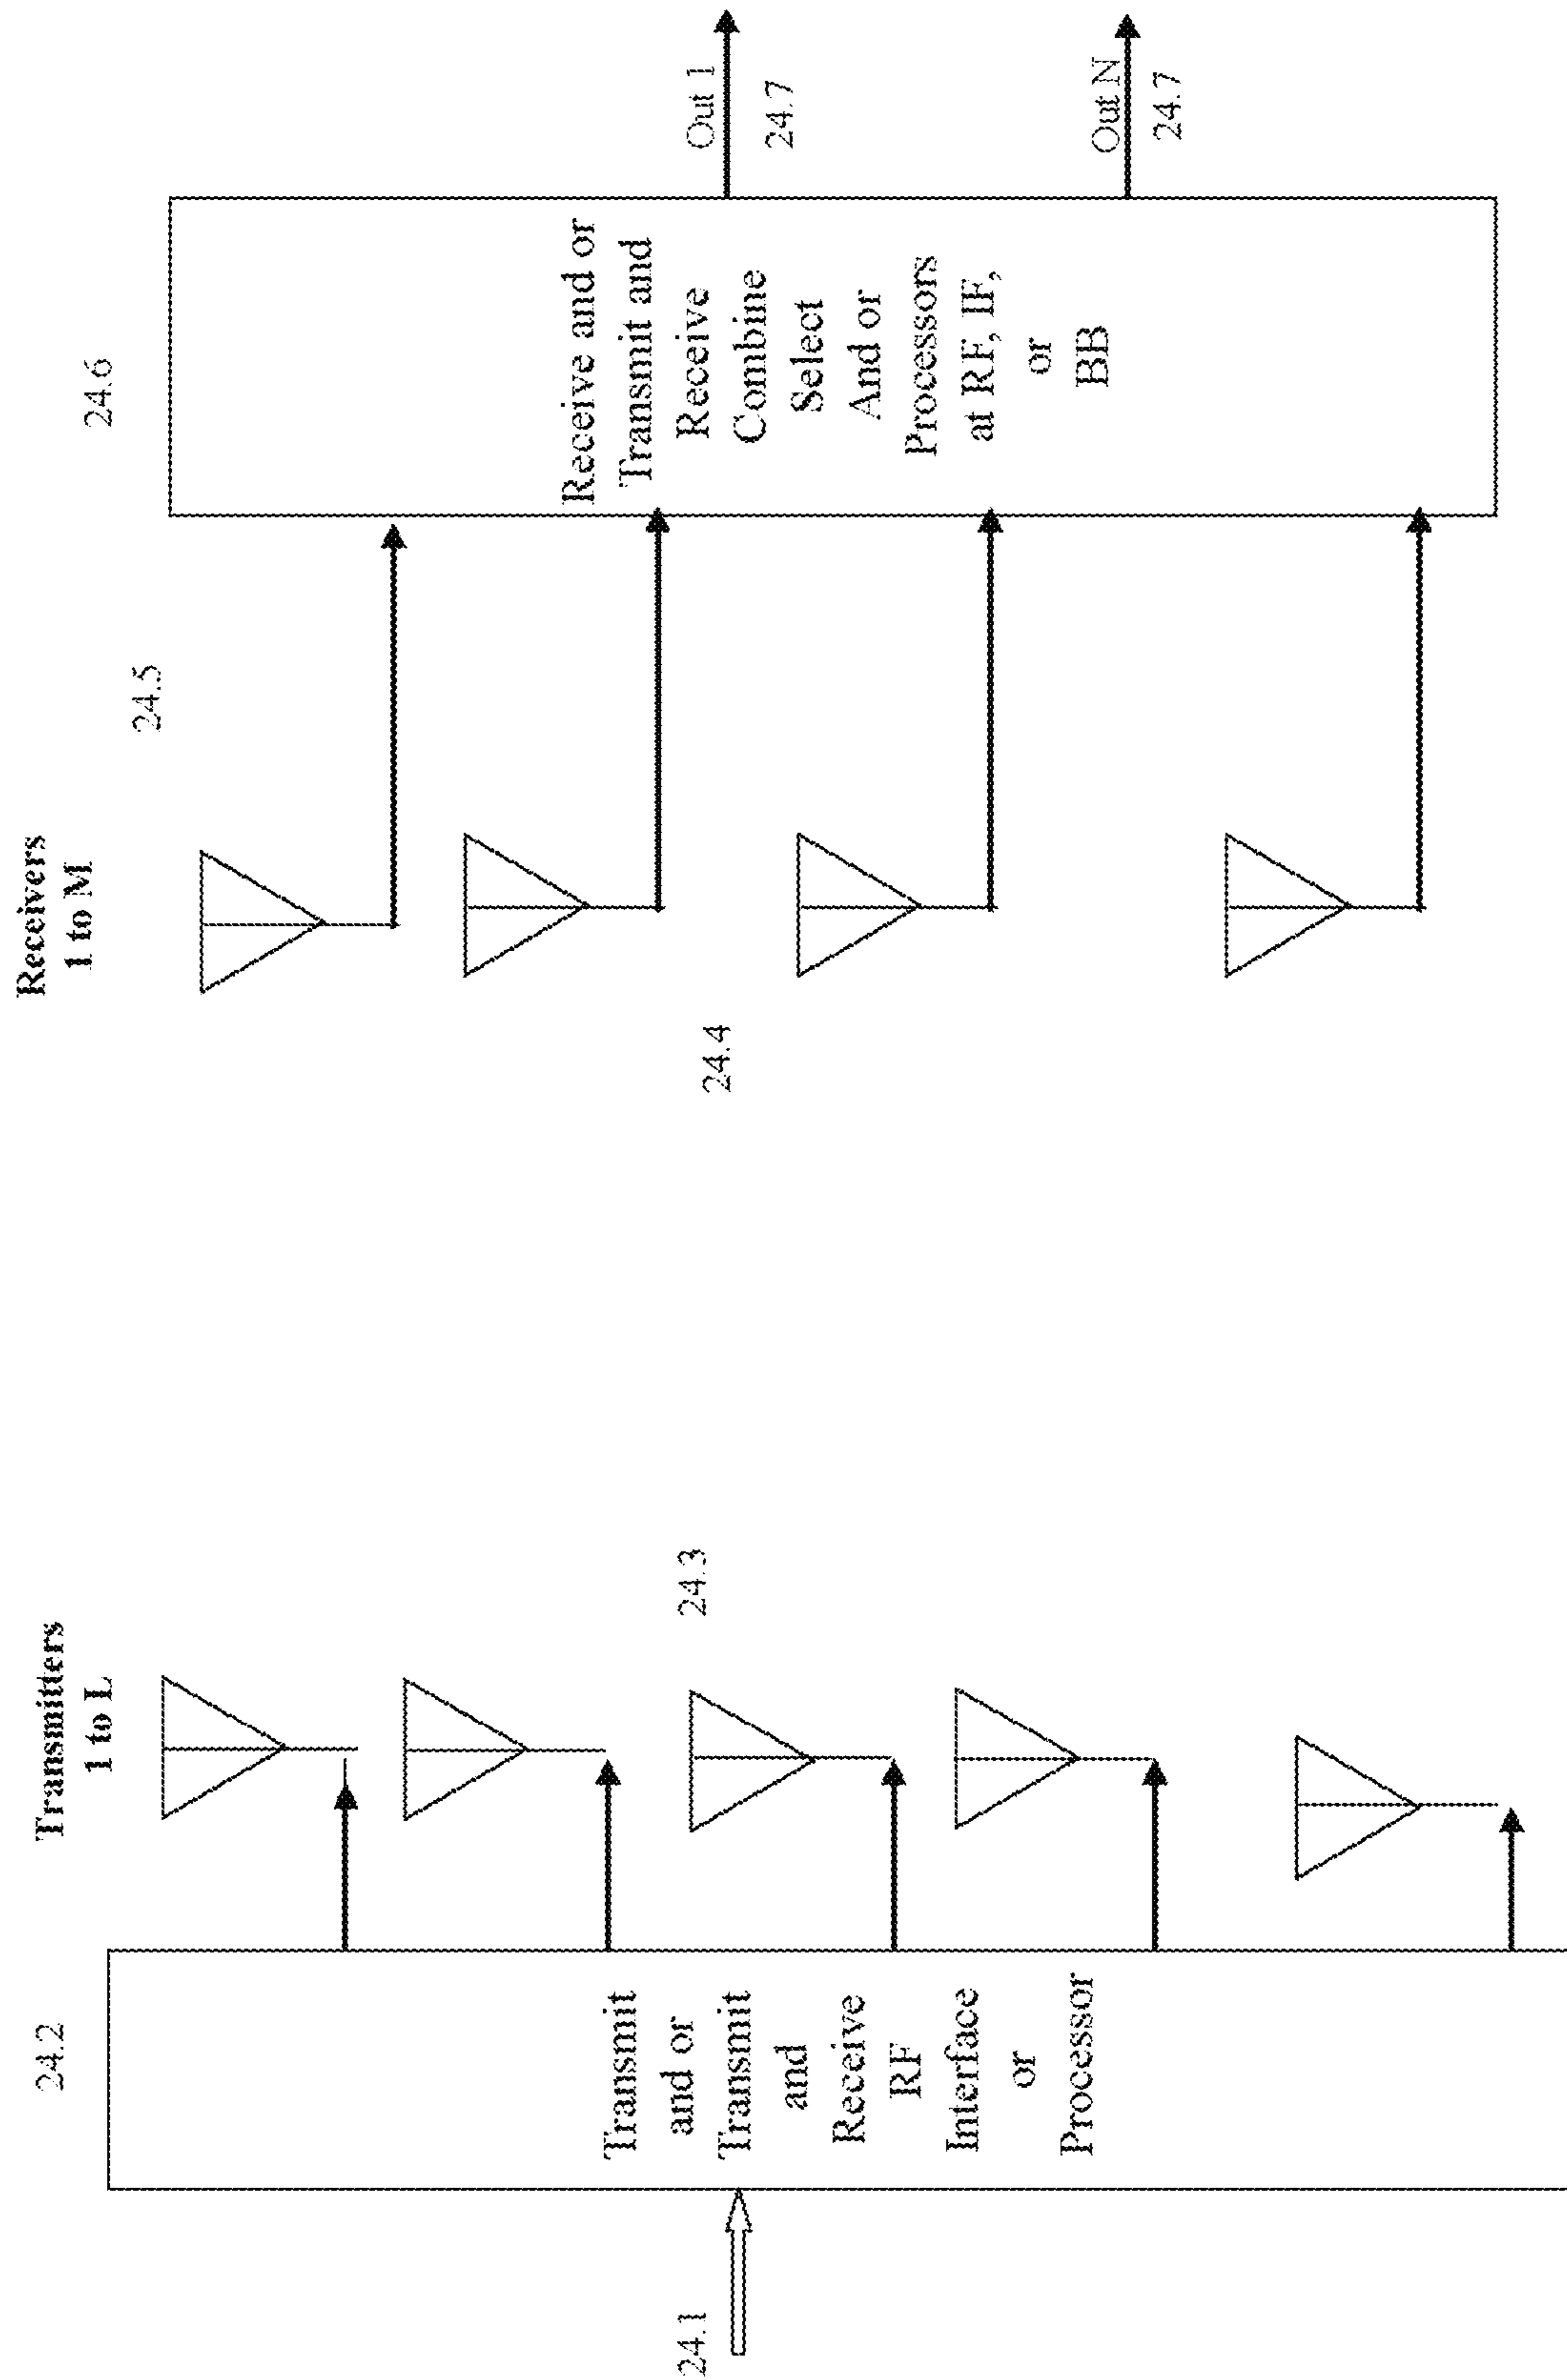 24.1
24.2
Transmit
and or
Transmit
and
Receive
RF
Interface
or
Processor
Transmitters
1 to L
24.3
24.4
Receivers
1 to M
24.5
24.6
Receive and or
Transmit and
Receive
Combine
Select
And or
Processors
at RF, IF,
or
BB
Out 1
24.7
Out N
24.7